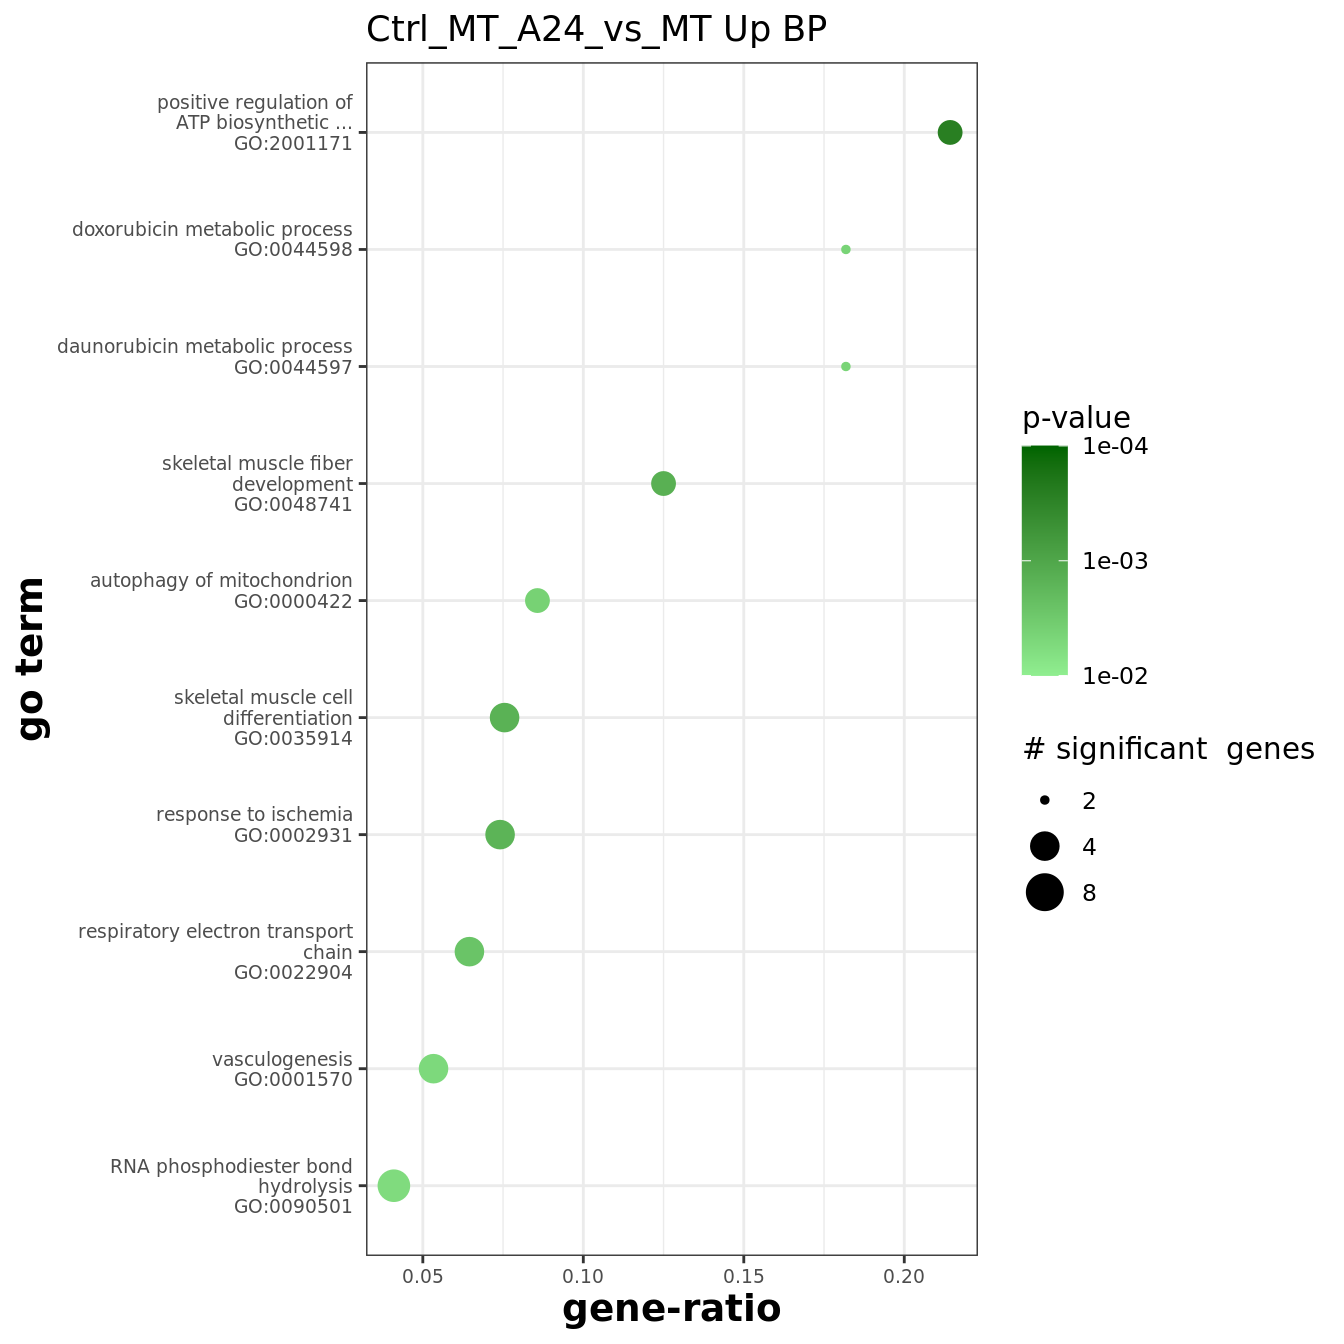 Ctrl_MT_A24_vs_MT Up BP
positive regulation of
ATP biosynthetic ...
GO:2001171
doxorubicin metabolic process
GO:0044598
daunorubicin metabolic process
GO:0044597
skeletal muscle fiber
development
GO:0048741
autophagy of mitochondrion
GO:0000422
skeletal muscle cell
differentiation
GO:0035914
response to ischemia
GO:0002931
respiratory electron transport
chain
GO:0022904
vasculogenesis
GO:0001570
RNA phosphodiester bond
hydrolysis
GO:0090501
go term
0.05
0.10
0.15
0.20
gene-ratio
p-value
1e-04
1e-03
1e-02
# significant  genes
2
4
8